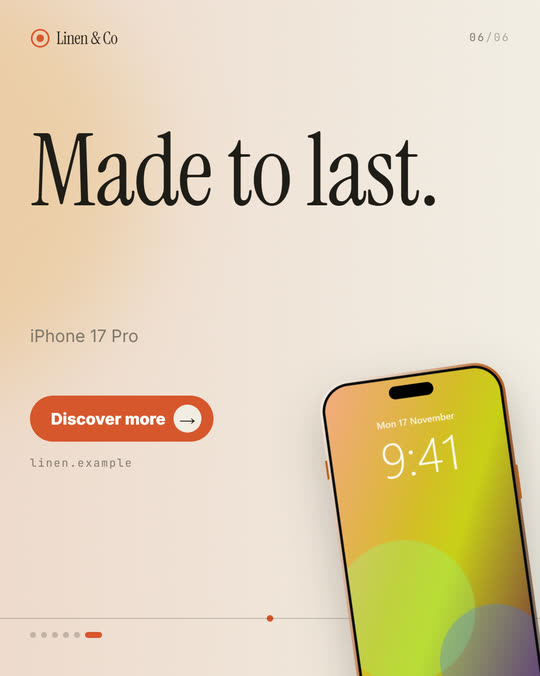 Linen & Co
06/06
Made to last.
iPhone 17 Pro
Discover more →
linen.example
Mon 17 November
9:41